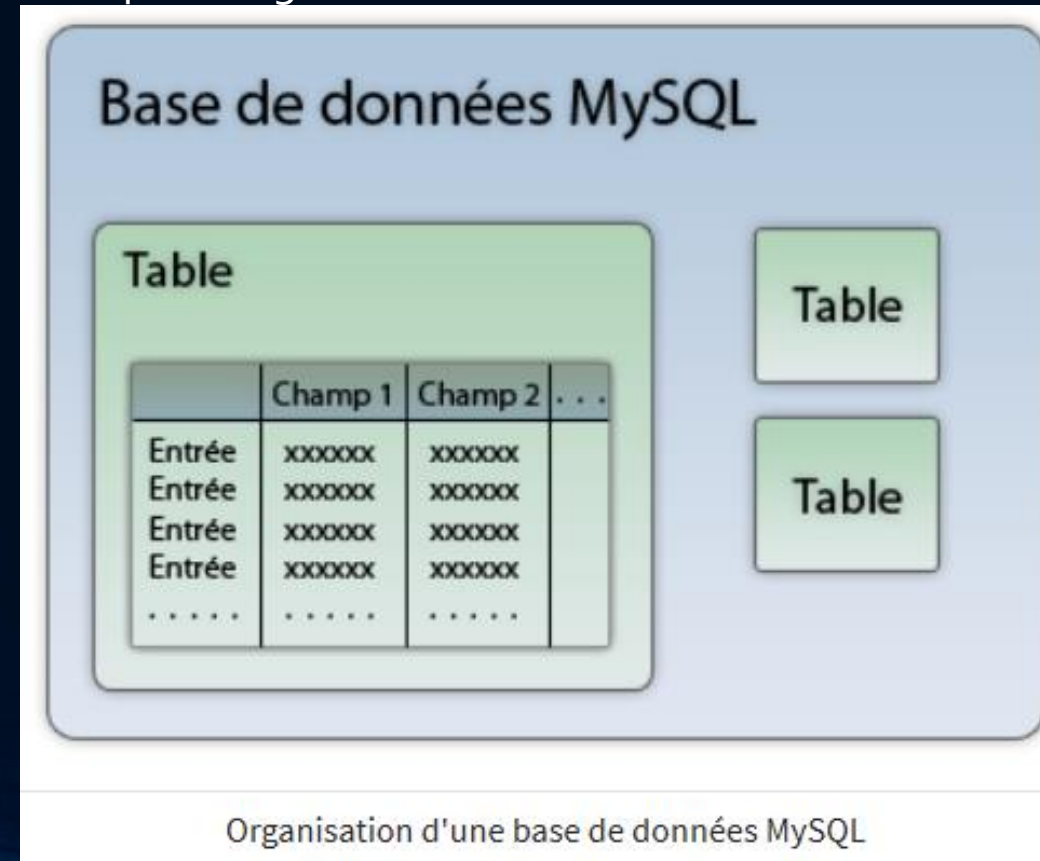 Base de données MySQL
Table
Champ 1 Champ 2 . . .
Entrée xxxxxx xxxxxx
Entrée xxxxxx xxxxxx
Entrée xxxxxx xxxxxx
Entrée xxxxxx xxxxxx
. . . . . . . . . . . . . . .
Table
Table
Organisation d'une base de données MySQL